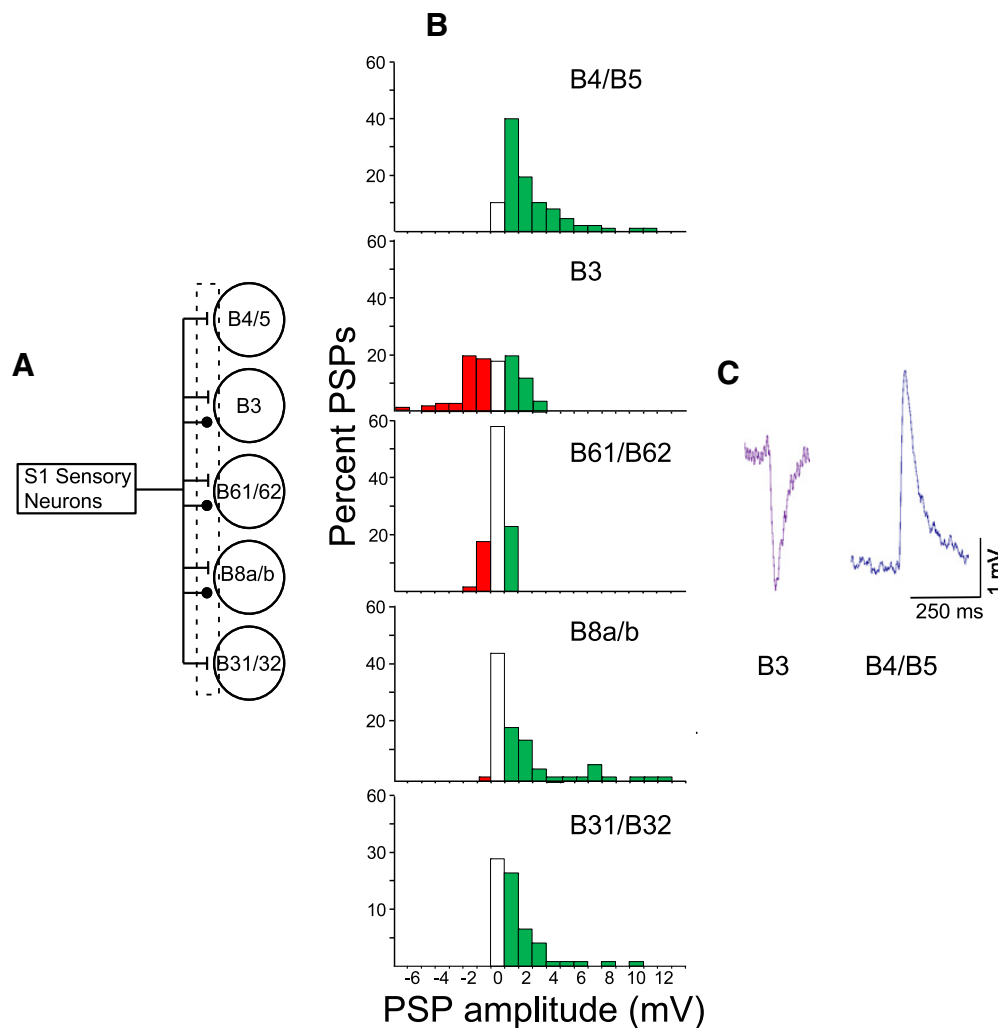 A
S1 Sensory
Neurons
B4/5
B3
B61/62
B8a/b
B31/32
B
Percent PSPs
60
40
20
B4/B5
60
40
20
B3
60
40
20
B61/B62
60
40
20
B8a/b
60
30
10
B31/B32
-6 -4 -2 0 2 4 6 8 10 12
PSP amplitude (mV)
C
1 mV
250 ms
B3 B4/B5